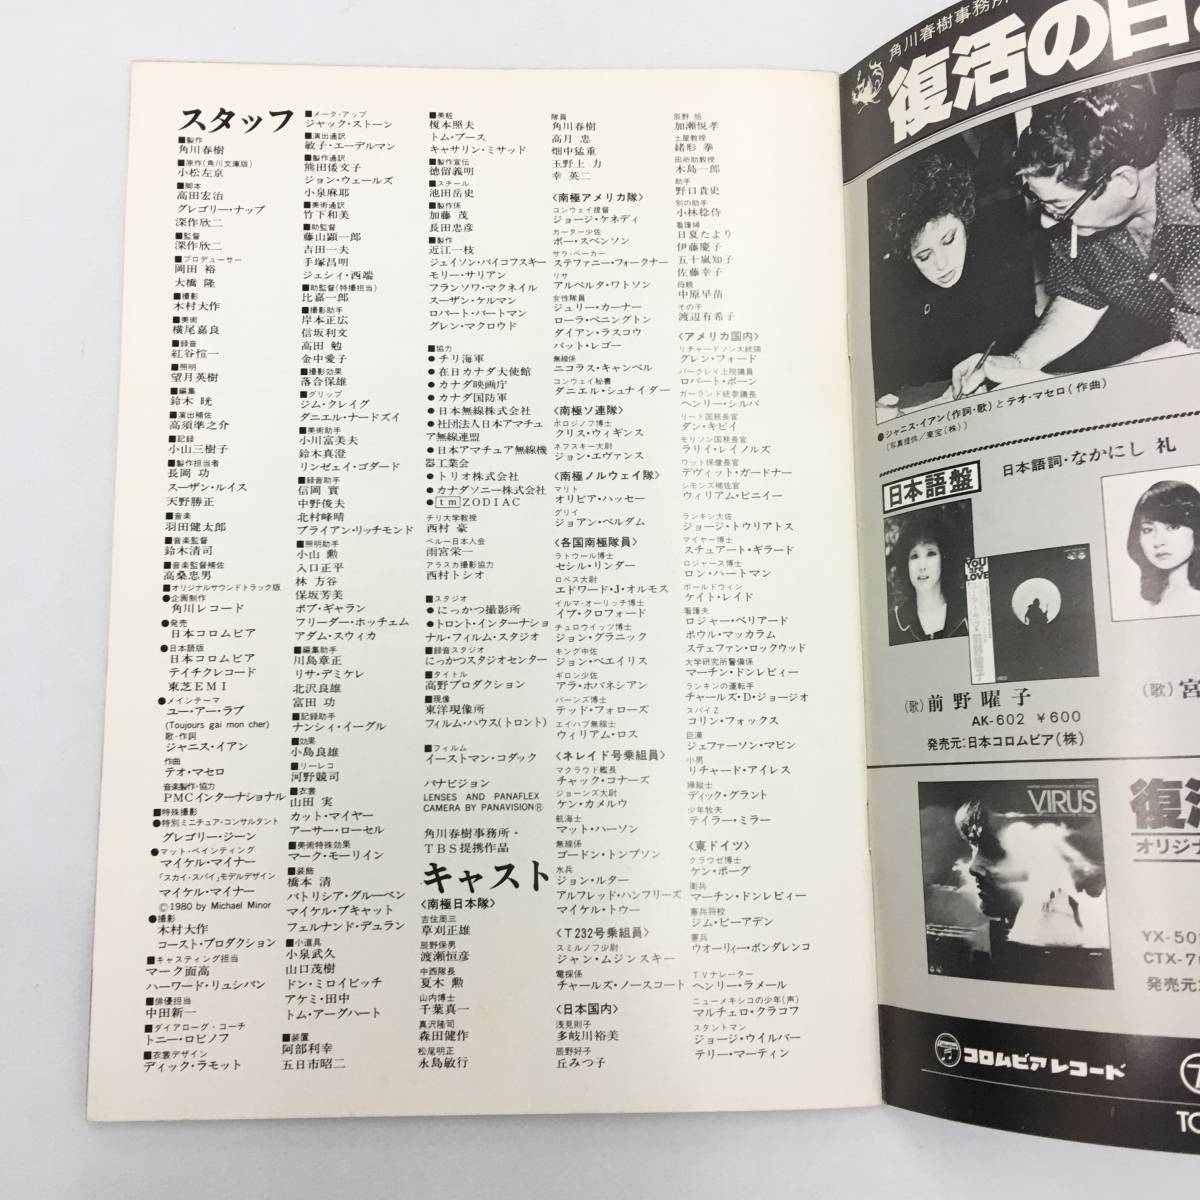 スタッフ
■製作
角川春樹
■原作(角川文庫版)
小松左京
■脚本
高田宏治
グレゴリー・ナップ
深作欣二
■監督
深作欣二
■プロデューサー
岡田 裕
大橋 隆
■撮影
木村大作
■美術
横尾嘉良
■録音
紅谷愃一
■照明
望月英樹
■編集
鈴木 晄
■演出補佐
高須準之介
■記録
小山三樹子
■製作担当者
長岡 功
スーザン・ルイス
天野勝正
■音楽
羽田健太郎
■音楽監督
鈴木清司
■音楽監督補佐
高桑忠男
■オリジナルサウンドトラック版
●企画制作
角川レコード
●発売
日本コロムビア
●日本語版
日本コロムビア
テイチクレコード
東芝EMI
●メインテーマ
ユー・アー・ラブ
(Toujours gai mon cher)
歌・作詞
ジャニス・イアン
作曲
テオ・マセロ
音楽製作・協力
PMCインターナショナル
■特殊撮影
●特別ミニチュア・コンサルタント
グレゴリー・ジーン
●マット・ペインティング
マイケル・マイナー
「スカイ・スパイ」モデルデザイン
マイケル・マイナー
©1980 by Michael Minor
●撮影
木村大作
コースト・プロダクション
■キャスティング担当
マーク面高
ハーワード・リュシバン
■俳優担当
中田新一
■ダイアローグ・コーチ
トニー・ロビノフ
■衣裳デザイン
ディック・ラモット
■メーク・アップ
ジャック・ストーン
■演出通訳
敏子・エーデルマン
■製作通訳
熊田倭文子
ジョン・ウェールズ
小泉麻耶
■美術通訳
竹下和美
■助監督
藤山顕一郎
吉田一夫
手塚昌明
ジェシィ・西端
■助監督(特撮担当)
比嘉一郎
■撮影助手
岸本正広
信坂利文
高田 勉
金中愛子
■撮影効果
落合保雄
■グリップ
ジム・クレイグ
ダニエル・ナードズイ
■美術助手
小川富美夫
鈴木真澄
リンゼェイ・ゴダード
■録音助手
信岡 實
中野俊夫
北村峰晴
ブライアン・リッチモンド
■照明助手
小山 勲
入口正平
林 方谷
保坂芳美
ボブ・ギャラン
フリーダー・ホッチェム
アダム・スウィカ
■編集助手
川島章正
リサ・デミケレ
北沢良雄
富田 功
■記録助手
ナンシィ・イーグル
■効果
小島良雄
■リーレコ
河野競司
■衣裳
山田 実
カット・マイヤー
アーサー・ローセル
■美術特殊効果
マーク・モーリイン
■装飾
橋本 清
パトリシア・グルーベン
マイケル・ブキャット
フェルナンド・デュラン
■小道具
小泉武久
山口茂樹
ドン・ミロイビッチ
アケミ・田中
トム・アーグハート
■装置
阿部利幸
五日市昭二
■美粧
榎本照夫
トム・ブース
キャサリン・ミサッド
■製作宣伝
徳留義明
■スチール
池田岳史
■製作係
加藤 茂
長田忠彦
■製作
近江一枝
ジェイソン・パイコフスキー
モリー・サリアン
フランソワ・マクネイル
スーザン・ケルマン
ロバート・バートマン
グレン・マクロウド
■協力
●チリ海軍
●在日カナダ大使館
●カナダ映画庁
●カナダ国防軍
●日本無線株式会社
●社団法人日本アマチュ
ア無線連盟
●日本アマチュア無線機
器工業会
●トリオ株式会社
●カナダソニー株式会社
●tm ZODIAC
チリ大学教授
西村 豪
ペルー日本人会
雨宮栄一
アラスカ撮影協力
西村トシオ
■スタジオ
●にっかつ撮影所
●トロント・インターナショ
ナル・フィルム・スタジオ
■録音スタジオ
にっかつスタジオセンター
■タイトル
高野プロダクション
■現像
東洋現像所
フィルム・ハウス(トロント)
■フィルム
イーストマン・コダック
パナビジョン
LENSES AND PANAFLEX
CAMERA BY PANAVISION®
角川春樹事務所・
TBS提携作品
キャスト
〈南極日本隊〉
吉住周三
草刈正雄
辰野保男
渡瀬恒彦
中西隊長
夏木 勲
山内博士
千葉真一
真沢隆司
森田健作
松尾明正
永島敏行
隊員
角川春樹
高月 忠
畑中猛重
玉野上 力
幸 英二
〈南極アメリカ隊〉
コンウェイ提督
ジョージ・ケネディ
カーター少佐
ボー・スベンソン
サラ・ベーカー
ステファニー・フォークナー
リサ
アルベルタ・ワトソン
女性隊員
ジュリー・カーナー
ローラ・ペニングトン
ダイアン・ラスコウ
パット・レゴー
無線係
ニコラス・キャンベル
コンウェイ秘書
ダニエル・シュナイダー
〈南極ソ連隊〉
ボロジノフ博士
クリス・ウィギンス
ネフスキー大尉
ジョン・エヴァンス
〈南極ノルウェイ隊〉
マリト
オリビア・ハッセー
グリイ
ジョアン・ベルダム
〈各国南極隊員〉
ラトウール博士
セシル・リンダー
ロペス大尉
エドワード・J・オルモス
イルマ・オーリッチ博士
イブ・クロフォード
チュロウイッツ博士
ジョン・グラニック
キング中佐
ジョン・ベエイリス
ギロン少佐
アラ・ホバネシアン
バーンズ博士
テッド・フォローズ
エイハブ無線士
ウィリアム・ロス
〈ネレイド号乗組員〉
マクラウド艦長
チャック・コナーズ
ジョーンズ大尉
ケン・カメルウ
航海士
マット・ハーソン
無線係
ゴードン・トンプソン
水兵
ジョン・ルター
アルフレッド・ハンフリーズ
マイケル・トゥー
〈T232号乗組員〉
スミルノフ少尉
ジャン・ムジンスキー
電探係
チャールズ・ノースコート
〈日本国内〉
浅見則子
多岐川裕美
辰野好子
丘みつ子
辰野 旭
加瀬悦孝
土屋教授
緒形 拳
田所助教授
木島一郎
助手
野口貴史
別の助手
小林稔侍
看護婦
日夏たより
伊藤慶子
五十嵐知子
佐藤幸子
母親
中原早苗
その子
渡辺有希子
〈アメリカ国内〉
リチャードソン大統領
グレン・フォード
バークレイ上院議員
ロバート・ボーン
ガーランド統参議長
ヘンリー・シルバ
リード国務長官
ダン・キビイ
モリソン国務長官
ラリイ・レイノルズ
ワット保健長官
デヴィット・ガードナー
シモンズ補佐官
ウィリアム・ビニイー
ランキン大佐
ジョージ・トウリアトス
マイヤー博士
スチュアート・ギラード
ロジャース博士
ロン・ハートマン
ボールドウィン
ケイト・レイド
看護夫
ロジャー・ペリアード
ポウル・マッカラム
ステェファン・ロックウッド
大学研究所警備係
マーチン・ドンレビィー
ランキンの運転手
チャールズ・D・ジョージオ
スパイZ
コリン・フォックス
巨漢
ジェファーソン・マビン
小男
リチャード・アイレス
操縦士
ディック・グラント
少年牧夫
テイラー・ミラー
〈東ドイツ〉
クラウゼ博士
ケン・ポーグ
衛兵
マーチン・ドンレビィー
憲兵将校
ジム・ビーアデン
憲兵
ウオーリィー・ボンダレンコ
TVナレーター
ヘンリー・ラメール
ニューメキシコの少年(声)
マルチェロ・クラコフ
スタントマン
ジョージ・ウイルバー
テリー・マーティン
角川春樹事務所
復活の日
●ジャニス・イアン(作詞・歌)とテオ・マセロ(作曲)
[写真提供/東宝(株)]
日本語盤
日本語詞・なかにし 礼
YOU are LOVE
(歌)前野曜子
AK-602 ¥600
発売元:日本コロムビア(株)
(歌)宮
VIRUS
復活
オリジナ
YX-50
CTX-7
発売元:
コロムビアレコード
TO